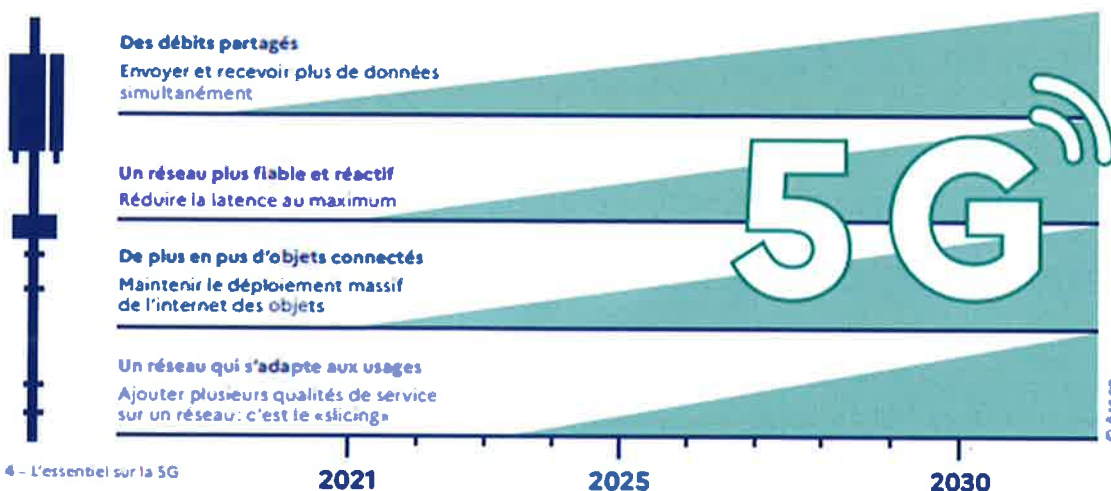 Des débits partagés
Envoyer et recevoir plus de données
simultanément
Un réseau plus fiable et réactif
Réduire la latence au maximum
De plus en pus d'objets connectés
Maintenir le déploiement massif
de l'internet des objets
Un réseau qui s'adapte aux usages
Ajouter plusieurs qualités de service
sur un réseau: c'est le «slicing»
5G
2021
2025
2030
4 - L'essentiel sur la 5G